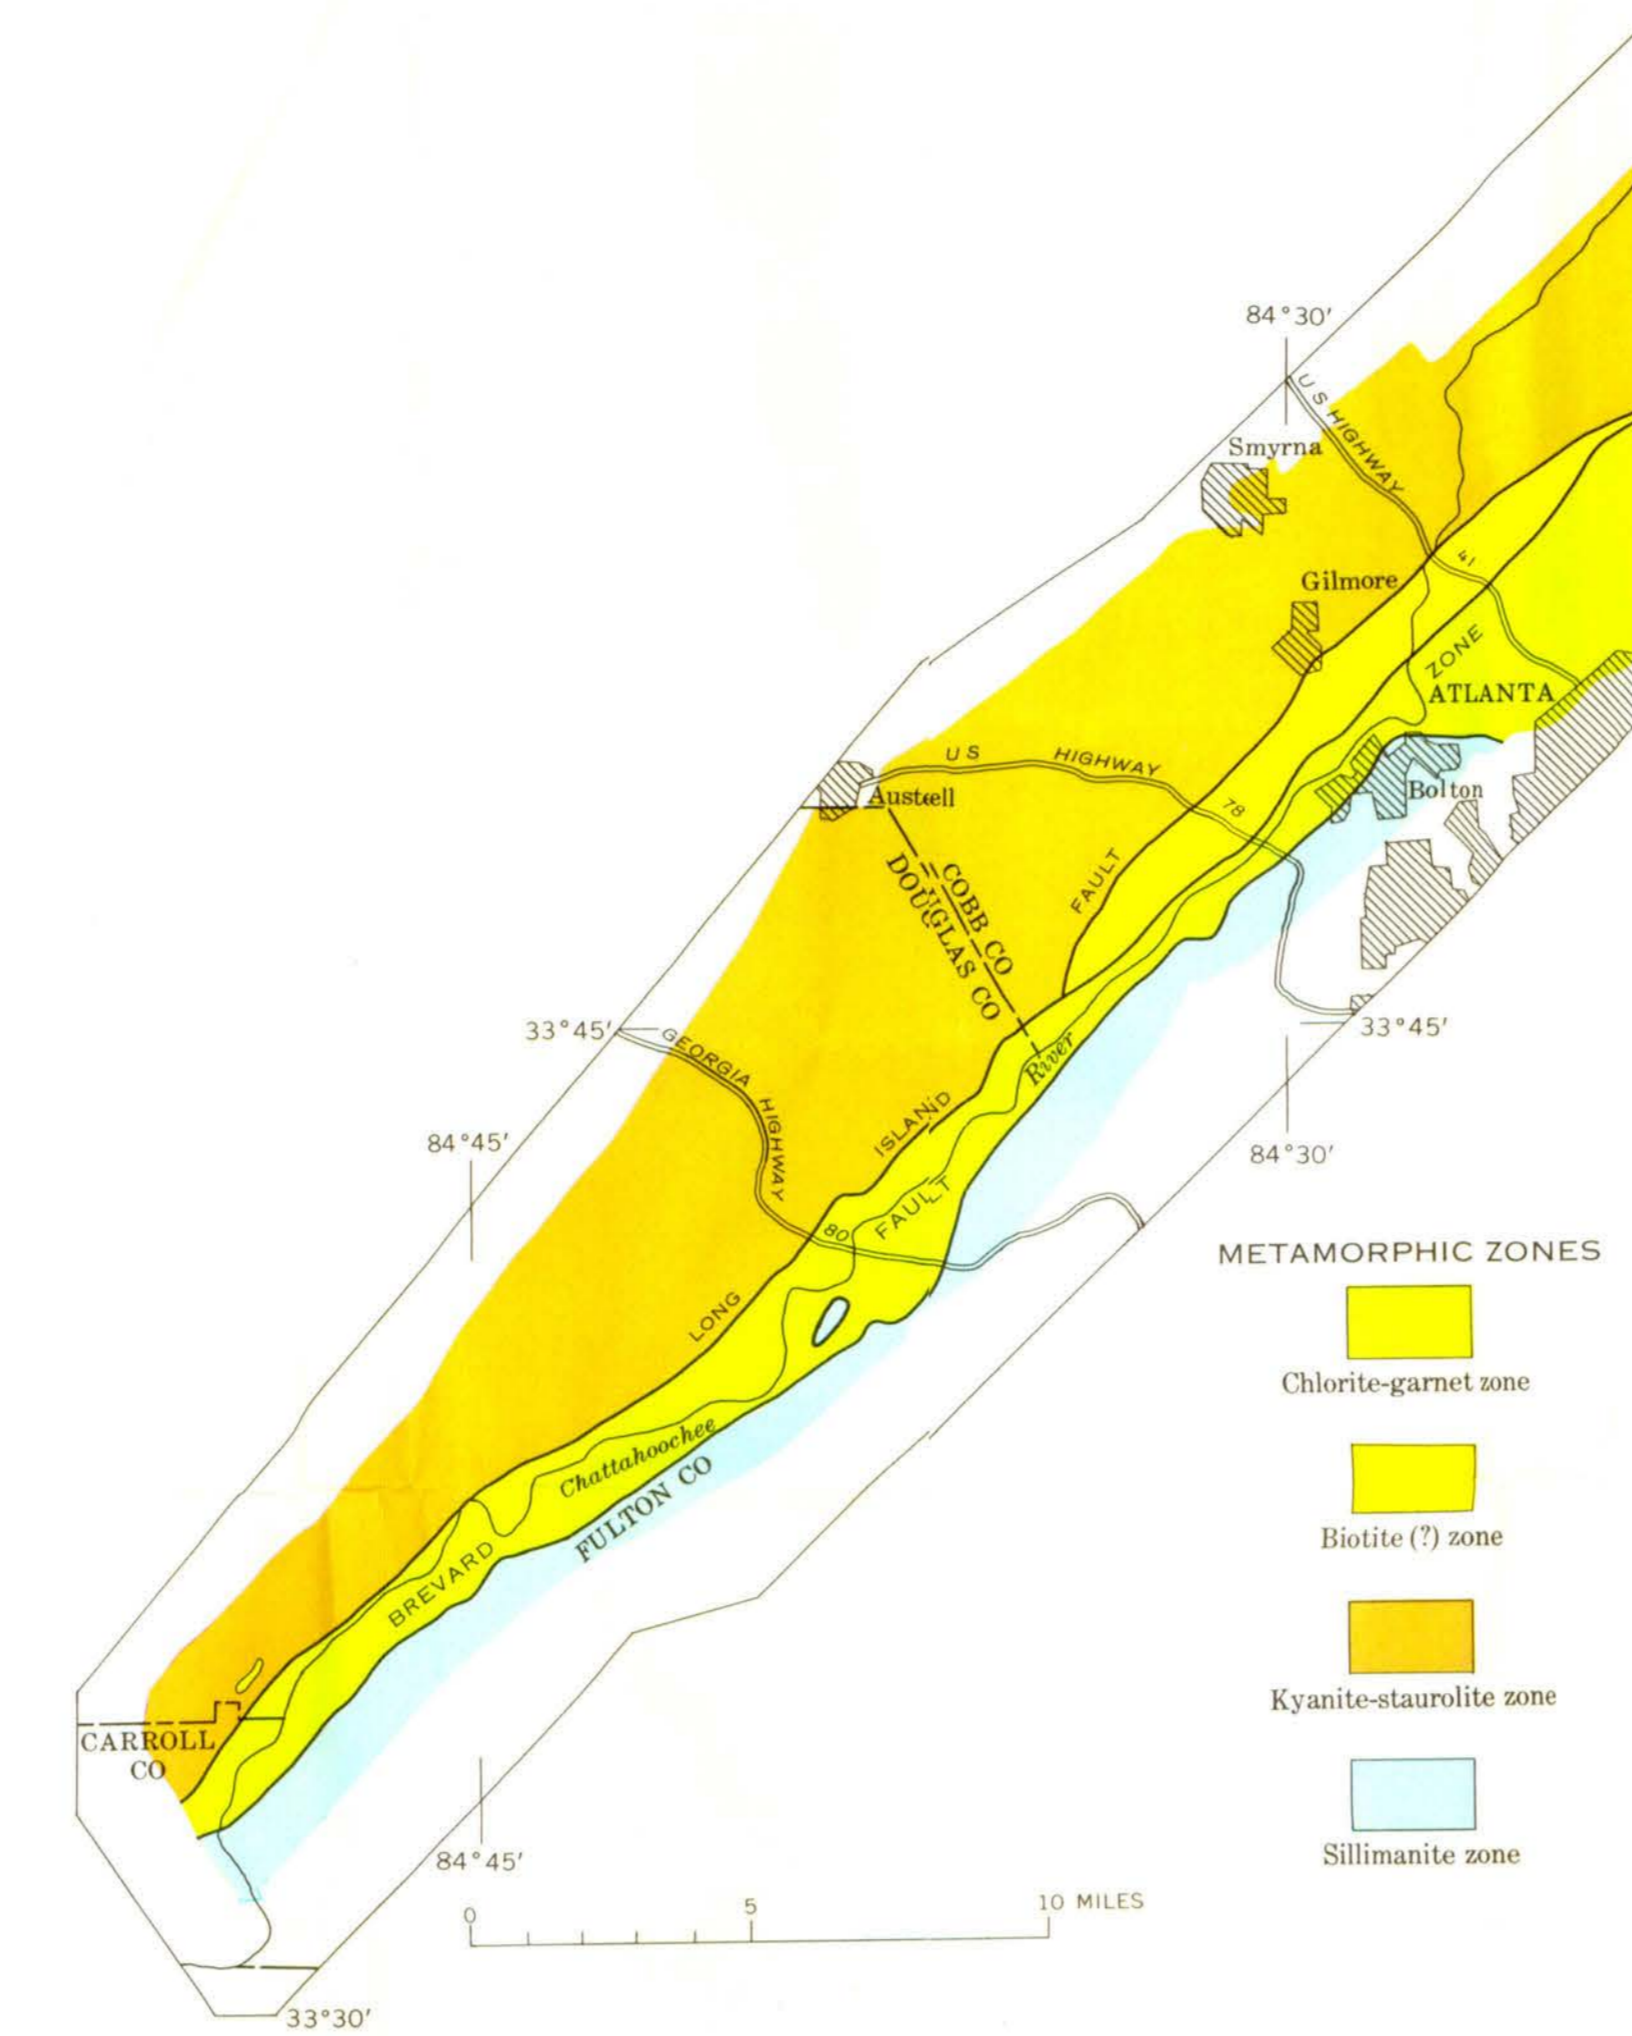 84°30′
U S HIGHWAY
Smyrna
41
Gilmore
ZONE
ATLANTA
U S HIGHWAY
78
Austell
Bolton
COBB CO
DOUGLAS CO
FAULT
33°45′
GEORGIA HIGHWAY
33°45′
River
84°45′
ISLAND
84°30′
80
FAULT
METAMORPHIC ZONES
LONG
Chlorite-garnet zone
Chattahoochee
FULTON CO
Biotite (?) zone
BREVARD
Kyanite-staurolite zone
CARROLL
CO
84°45′
Sillimanite zone
0
5
10 MILES
33°30′